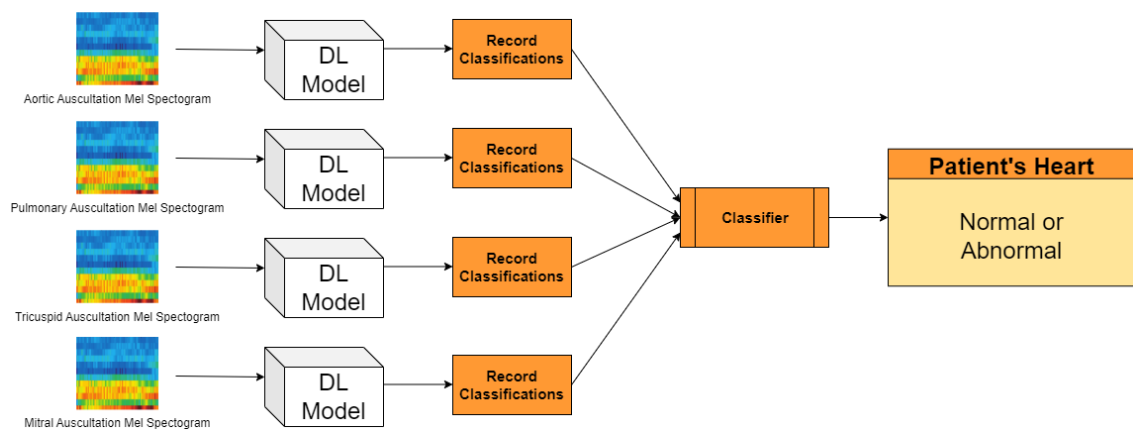 DL
Model
Record
Classifications
Aortic Auscultation Mel Spectogram
DL
Model
Record
Classifications
Pulmonary Auscultation Mel Spectogram
Patient's Heart
Classifier
Normal or
Abnormal
DL
Model
Record
Classifications
Tricuspid Auscultation Mel Spectogram
DL
Model
Record
Classifications
Mitral Auscultation Mel Spectogram